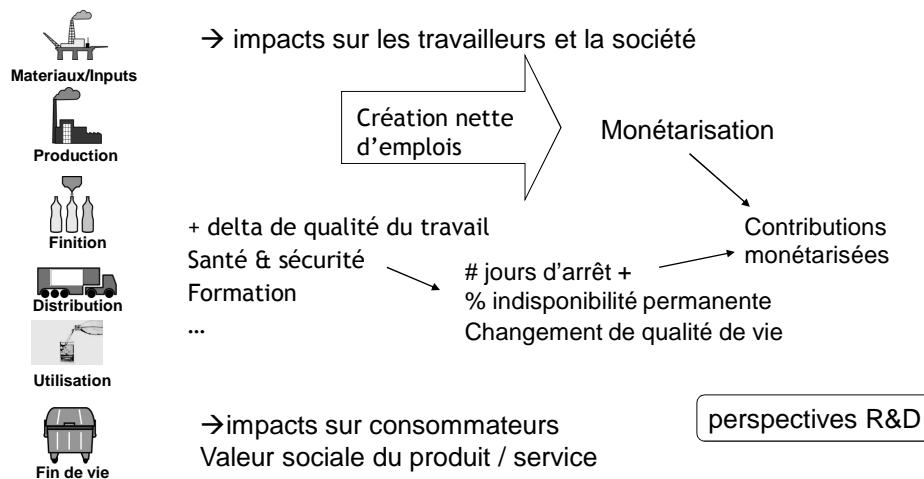 → impacts sur les travailleurs et la société
Materiaux/Inputs
Création nette
d’emplois
Monétarisation
Production
Finition
+ delta de qualité du travail
Santé & sécurité
Formation
...
# jours d’arrêt +
% indisponibilité permanente
Changement de qualité de vie
Contributions
monétarisées
Distribution
Utilisation
→impacts sur consommateurs
Valeur sociale du produit / service
perspectives R&D
Fin de vie